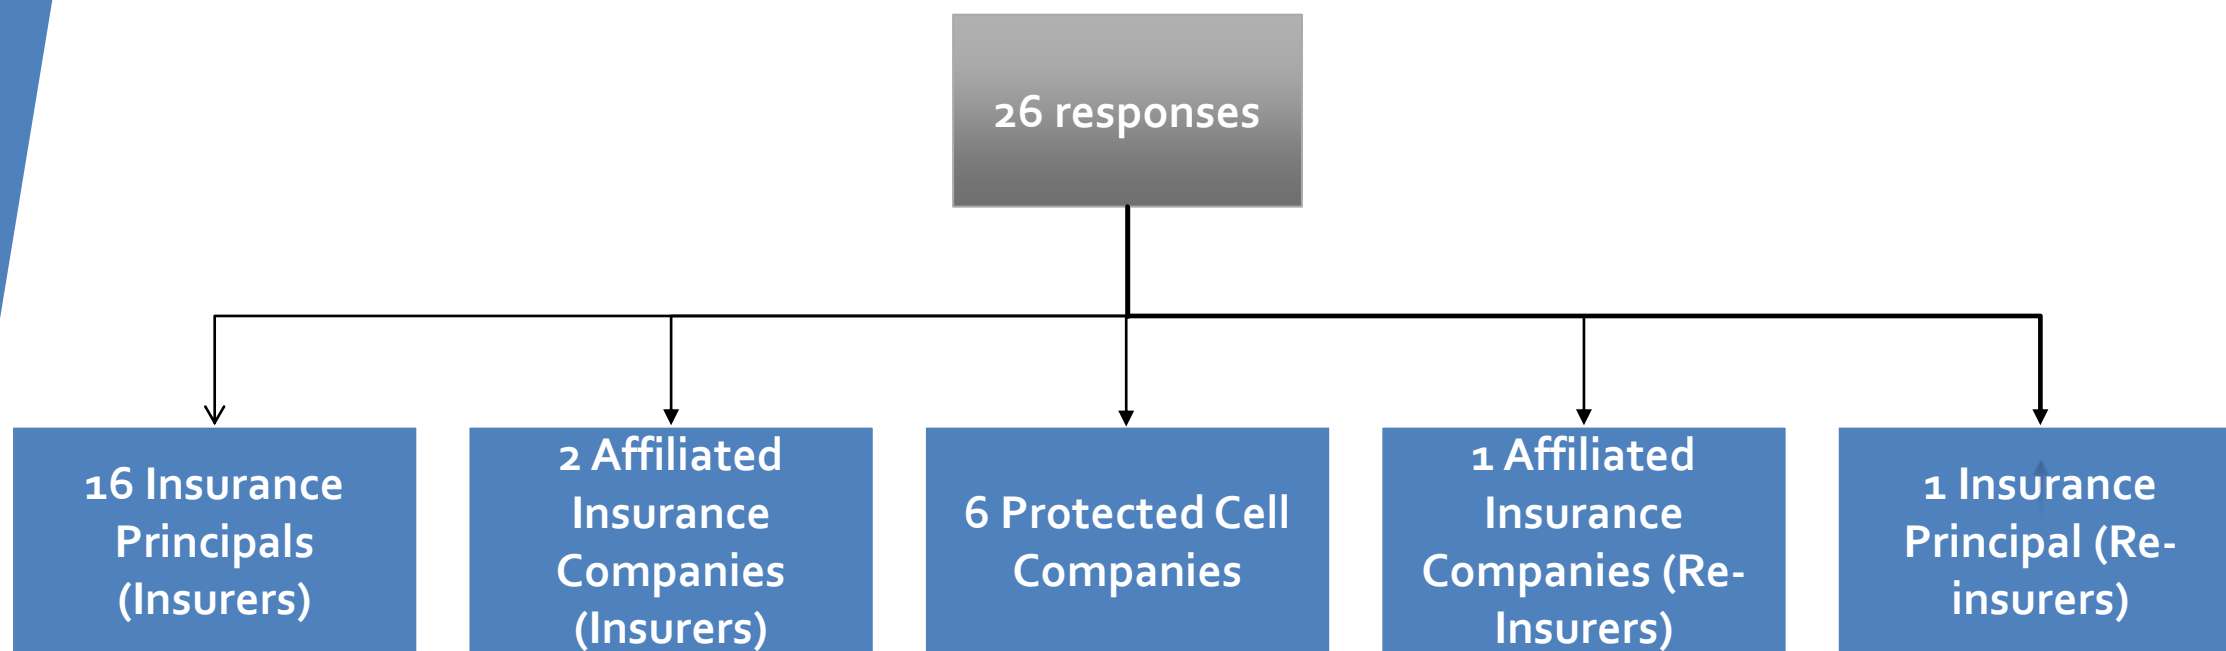 26 responses
16 Insurance
Principals
(Insurers)
2 Affiliated
Insurance
Companies
(Insurers)
6 Protected Cell
Companies
1 Affiliated
Insurance
Companies (Re-
Insurers)
1 Insurance
Principal (Re-
insurers)